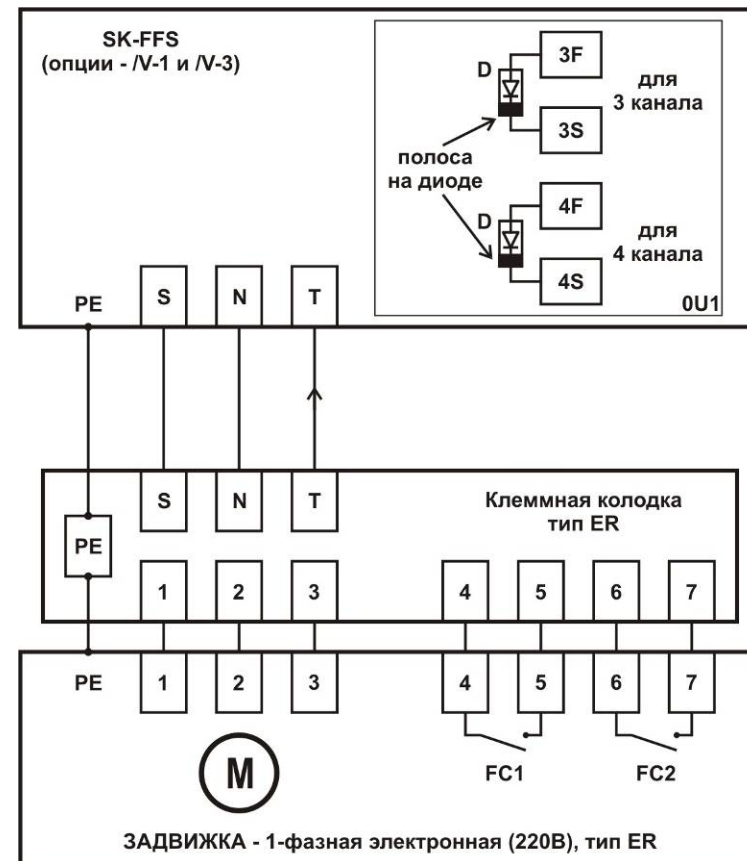 SK-FFS
(опции - /V-1 и /V-3)
D
3F
3S
для
3 канала
полоса
на диоде
D
4F
4S
для
4 канала
0U1
PE
S
N
T
S
N
T
Клеммная колодка
тип ER
PE
1
2
3
4
5
6
7
PE
1
2
3
4
5
6
7
FC1
FC2
M
ЗАДВИЖКА - 1-фазная электронная (220В), тип ER